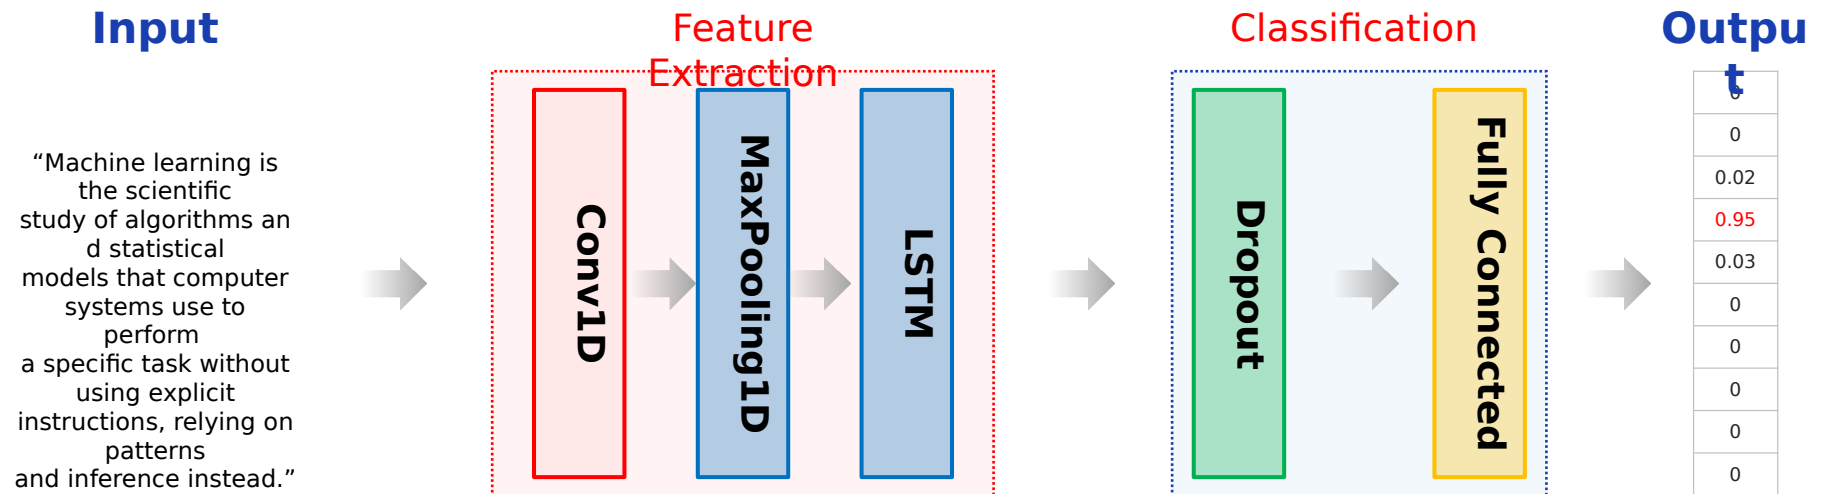 Input
“Machine learning is
the scientific
study of algorithms an
d statistical
models that computer
systems use to
perform
a specific task without
using explicit
instructions, relying on
patterns
and inference instead.”
Feature
Extraction
Conv1D
MaxPooling1D
LSTM
Classification
Dropout
Fully Connected
Outpu
t
0
0
0.02
0.95
0.03
0
0
0
0
0